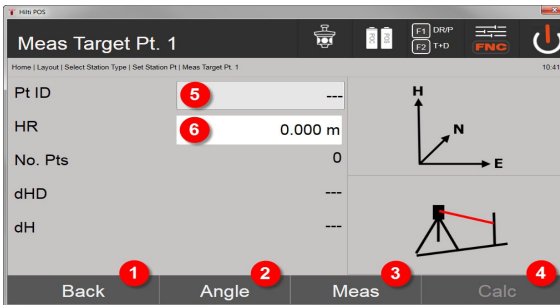 Hilti POS
Meas Target Pt. 1
POC
POS
F1 DR/P
F2 T+D
FNC
Home | Layout | Select Station Type | Set Station Pt | Meas Target Pt. 1
10:41
Pt ID
5
---
HR
6
0.000 m
No. Pts
0
dHD
---
dH
---
H
N
E
1
2
3
4
Back
Angle
Meas
Calc